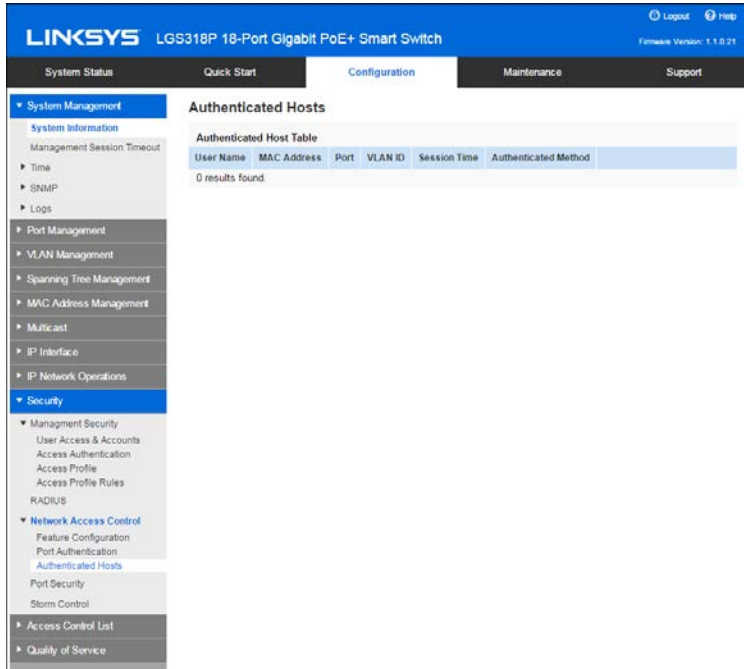 Logout Help
LINKSYS LGS318P 18-Port Gigabit PoE+ Smart Switch
Firmware Version: 1.1.0.21
System Status Quick Start Configuration Maintenance Support
System Management
System Information
Management Session Timeout
Time
SNMP
Logs
Port Management
VLAN Management
Spanning Tree Management
MAC Address Management
Multicast
IP Interface
IP Network Operations
Security
Managment Security
User Access & Accounts
Access Authentication
Access Profile
Access Profile Rules
RADIUS
Network Access Control
Feature Configuration
Port Authentication
Authenticated Hosts
Port Security
Storm Control
Access Control List
Quality of Service
Authenticated Hosts
Authenticated Host Table
User Name MAC Address Port VLAN ID Session Time Authenticated Method
0 results found.